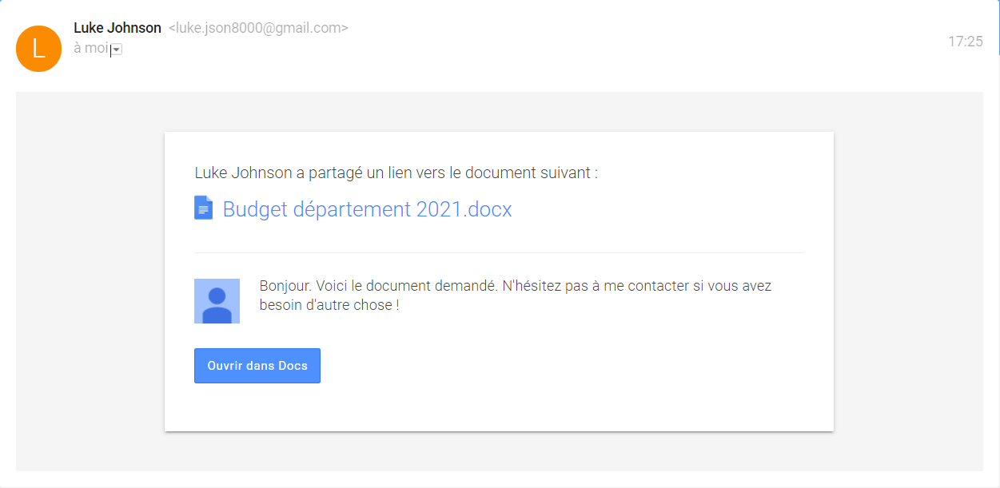 L
Luke Johnson <luke.json8000@gmail.com>
à moi
17:25
Luke Johnson a partagé un lien vers le document suivant :
Budget département 2021.docx
Bonjour. Voici le document demandé. N'hésitez pas à me contacter si vous avez
besoin d'autre chose !
Ouvrir dans Docs